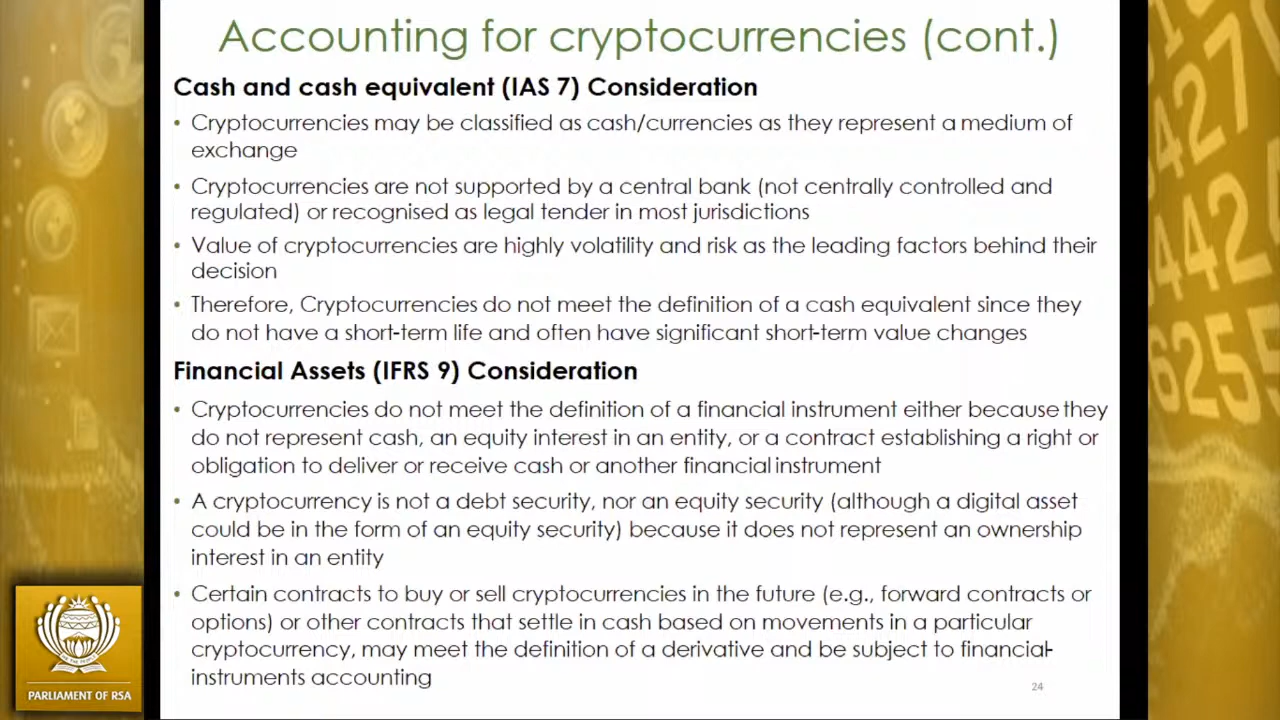 Accounting for cryptocurrencies (cont.)
Cash and cash equivalent (IAS 7) Consideration
• Cryptocurrencies may be classified as cash/currencies as they represent a medium of
exchange
• Cryptocurrencies are not supported by a central bank (not centrally controlled and
regulated) or recognised as legal tender in most jurisdictions
• Value of cryptocurrencies are highly volatility and risk as the leading factors behind their
decision
• Therefore, Cryptocurrencies do not meet the definition of a cash equivalent since they
do not have a short-term life and often have significant short-term value changes
Financial Assets (IFRS 9) Consideration
• Cryptocurrencies do not meet the definition of a financial instrument either because they
do not represent cash, an equity interest in an entity, or a contract establishing a right or
obligation to deliver or receive cash or another financial instrument
• A cryptocurrency is not a debt security, nor an equity security (although a digital asset
could be in the form of an equity security) because it does not represent an ownership
interest in an entity
• Certain contracts to buy or sell cryptocurrencies in the future (e.g., forward contracts or
options) or other contracts that settle in cash based on movements in a particular
cryptocurrency, may meet the definition of a derivative and be subject to financial-
instruments accounting
24
PARLIAMENT OF RSA